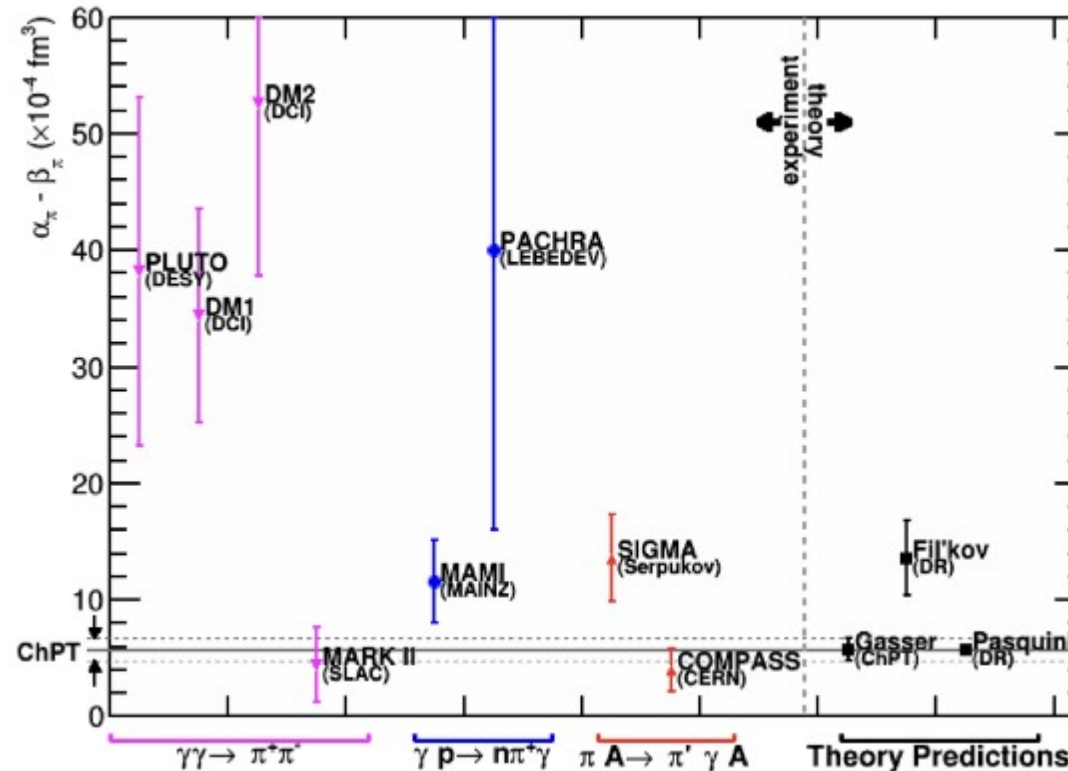 α_π - β_π (×10⁻⁴ fm³)
60
50
40
30
20
10
0
ChPT
PLUTO
(DESY)
DM1
(DCI)
DM2
(DCI)
MARK II
(SLAC)
MAMI
(MAINZ)
PACHRA
(LEBEDEV)
SIGMA
(Serpukov)
COMPASS
(CERN)
experiment
theory
Fil'kov
(DR)
Gasser
(ChPT)
Pasquini
(DR)
γγ→ π⁺π⁻
γ p→ nπ⁺γ
π A→ π' γ A
Theory Predictions